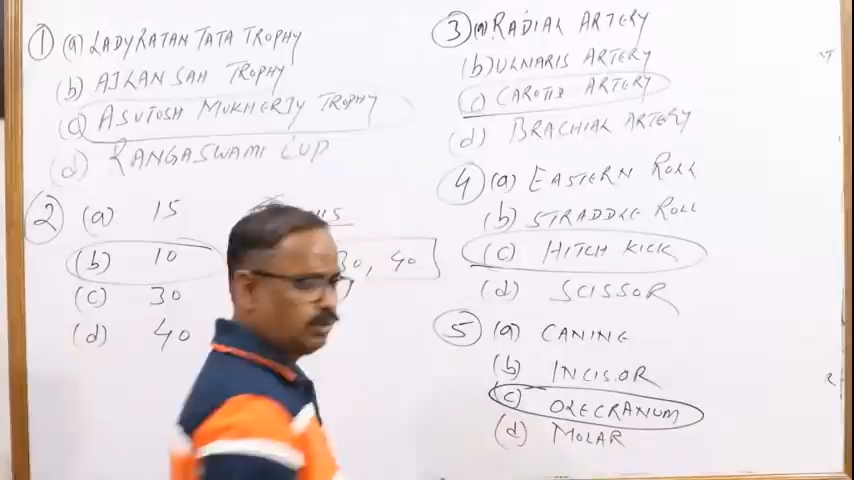 1 (a) LADY RATAN TATA TROPHY
(b) AJLAN SAH TROPHY
(c) ASUTOSH MUKHERJY TROPHY
(d) RANGASWAMI CUP
2 (a) 15
(b) 10
(c) 30
(d) 40
30, 40
3 (a) RADIAL ARTERY
(b) ULNARIS ARTERY
(c) CAROTID ARTERY
(d) BRACHIAL ARTERY
4 (a) EASTERN ROLL
(b) STRADDLE ROLL
(c) HITCH KICK
(d) SCISSOR
5 (a) CANINE
(b) INCISOR
(c) OLECRANUM
(d) MOLAR